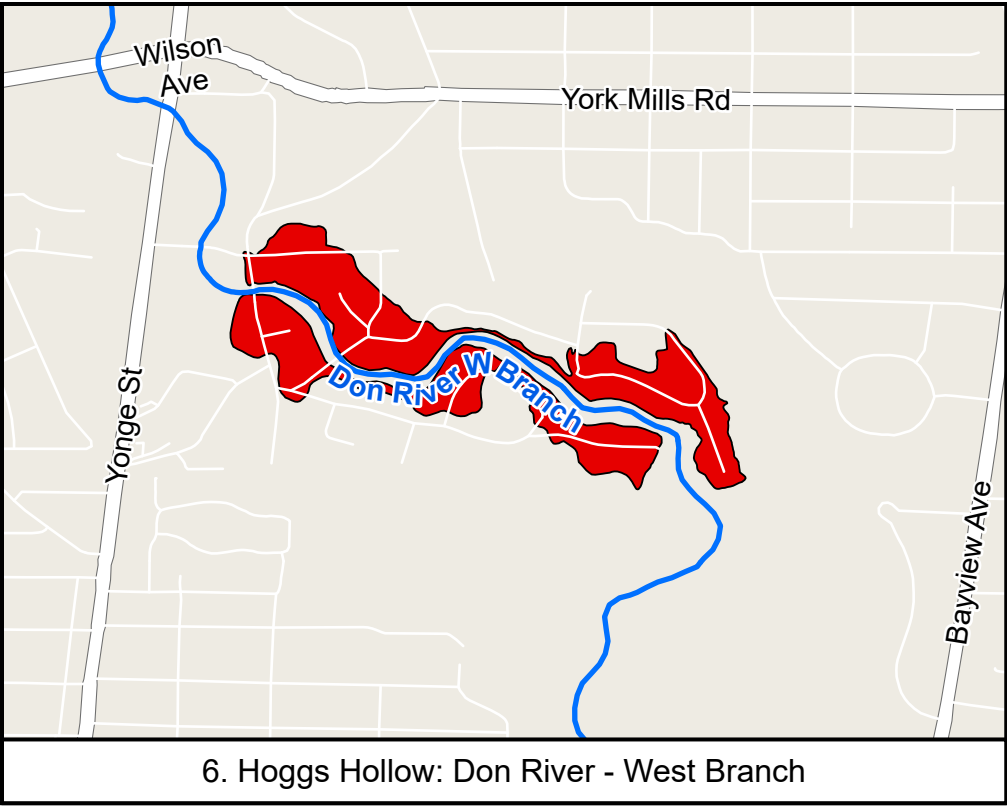 Wilson
Ave
York Mills Rd
Don River W Branch
Yonge St
Bayview Ave
6. Hoggs Hollow: Don River - West Branch